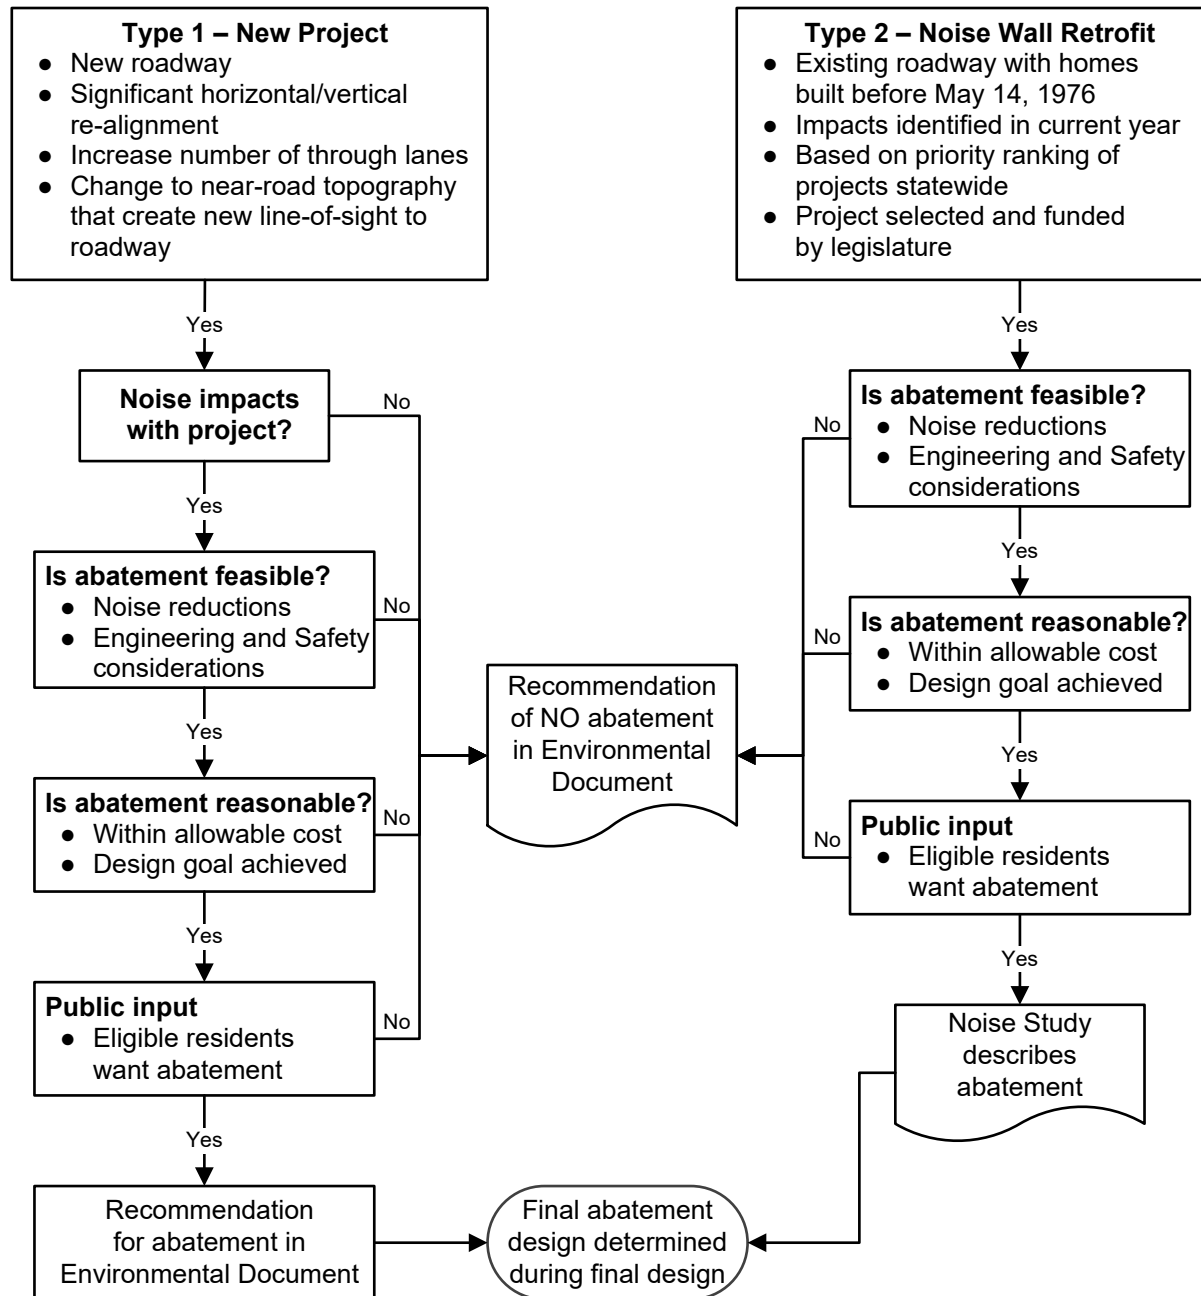 Type 1 – New Project
● New roadway
● Significant horizontal/vertical
re-alignment
● Increase number of through lanes
● Change to near-road topography
that create new line-of-sight to
roadway
Yes
Noise impacts
with project?
No
Yes
Is abatement feasible?
● Noise reductions
● Engineering and Safety
considerations
No
Yes
Is abatement reasonable?
● Within allowable cost
● Design goal achieved
No
Yes
Public input
● Eligible residents
want abatement
No
Yes
Recommendation
for abatement in
Environmental Document
Recommendation
of NO abatement
in Environmental
Document
Final abatement
design determined
during final design
Type 2 – Noise Wall Retrofit
● Existing roadway with homes
built before May 14, 1976
● Impacts identified in current year
● Based on priority ranking of
projects statewide
● Project selected and funded
by legislature
Yes
Is abatement feasible?
● Noise reductions
● Engineering and Safety
considerations
No
Yes
Is abatement reasonable?
● Within allowable cost
● Design goal achieved
No
Yes
Public input
● Eligible residents
want abatement
No
Yes
Noise Study
describes
abatement